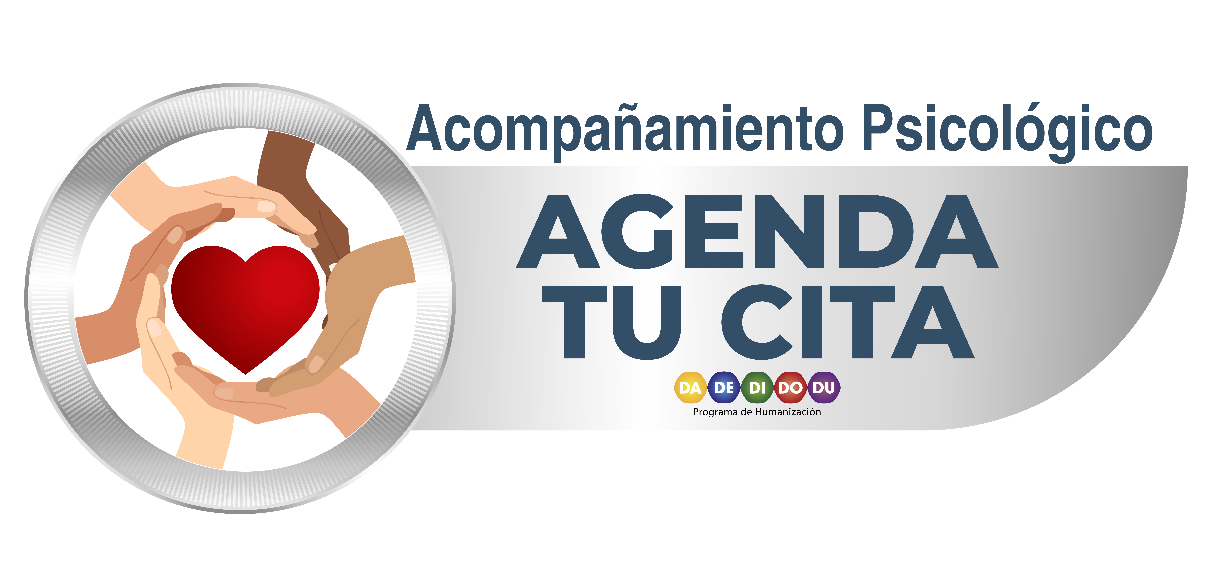 Acompañamiento Psicológico
AGENDA
TU CITA
DA DE DI DO DU
Programa de Humanización